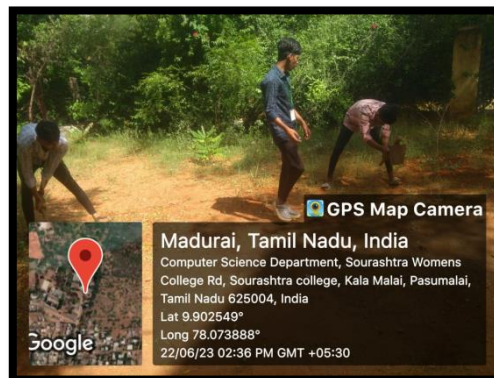 GPS Map Camera
Madurai, Tamil Nadu, India
Computer Science Department, Sourashtra Womens
College Rd, Sourashtra college, Kala Malai, Pasumalai,
Tamil Nadu 625004, India
Lat 9.902549°
Long 78.073888°
22/06/23 02:36 PM GMT +05:30
Google